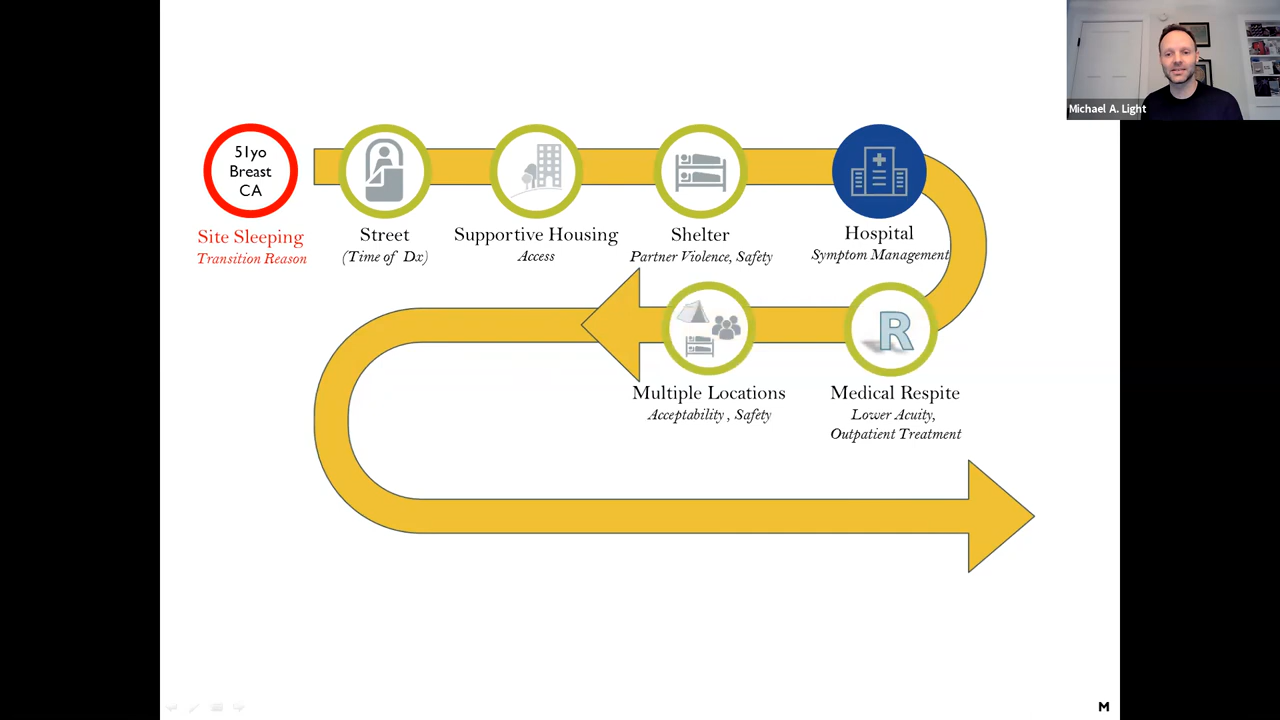 Michael A. Light
51yo
Breast
CA
Site Sleeping
Transition Reason
Street
(Time of Dx)
Supportive Housing
Access
Shelter
Partner Violence, Safety
Hospital
Symptom Management
Multiple Locations
Acceptability , Safety
R
Medical Respite
Lower Acuity,
Outpatient Treatment
M